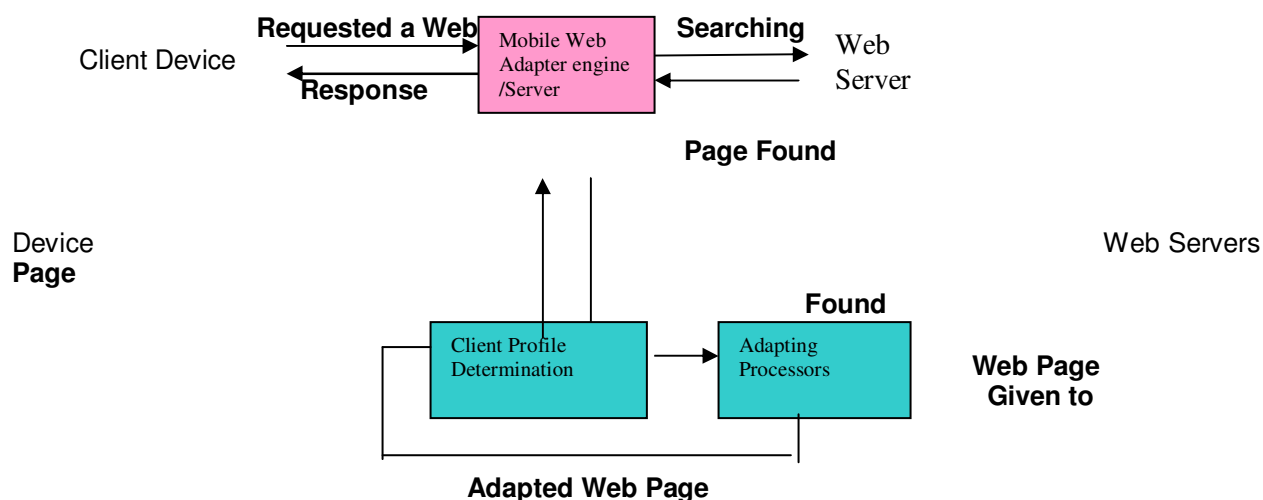 Requested a Web
Searching
Client Device
Mobile Web
Adapter engine
/Server
Web
Server
Response
Page Found
Device
Page
Web Servers
Found
Client Profile
Determination
Adapting
Processors
Web Page
Given to
Adapted Web Page